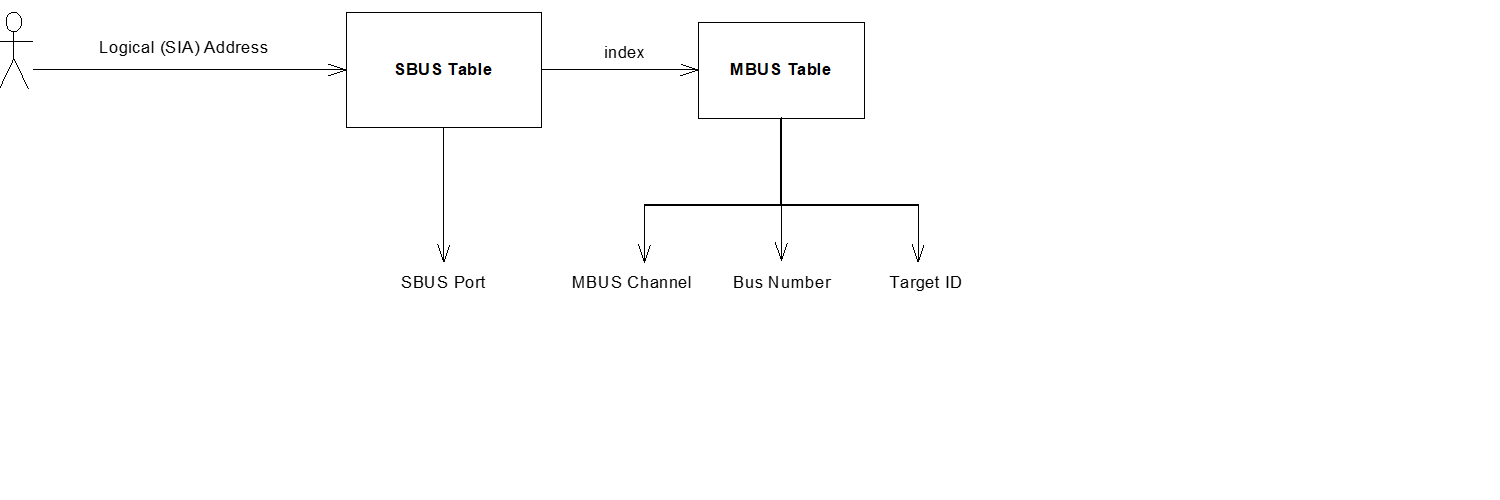 Logical (SIA) Address
SBUS Table
index
MBUS Table
SBUS Port
MBUS Channel
Bus Number
Target ID